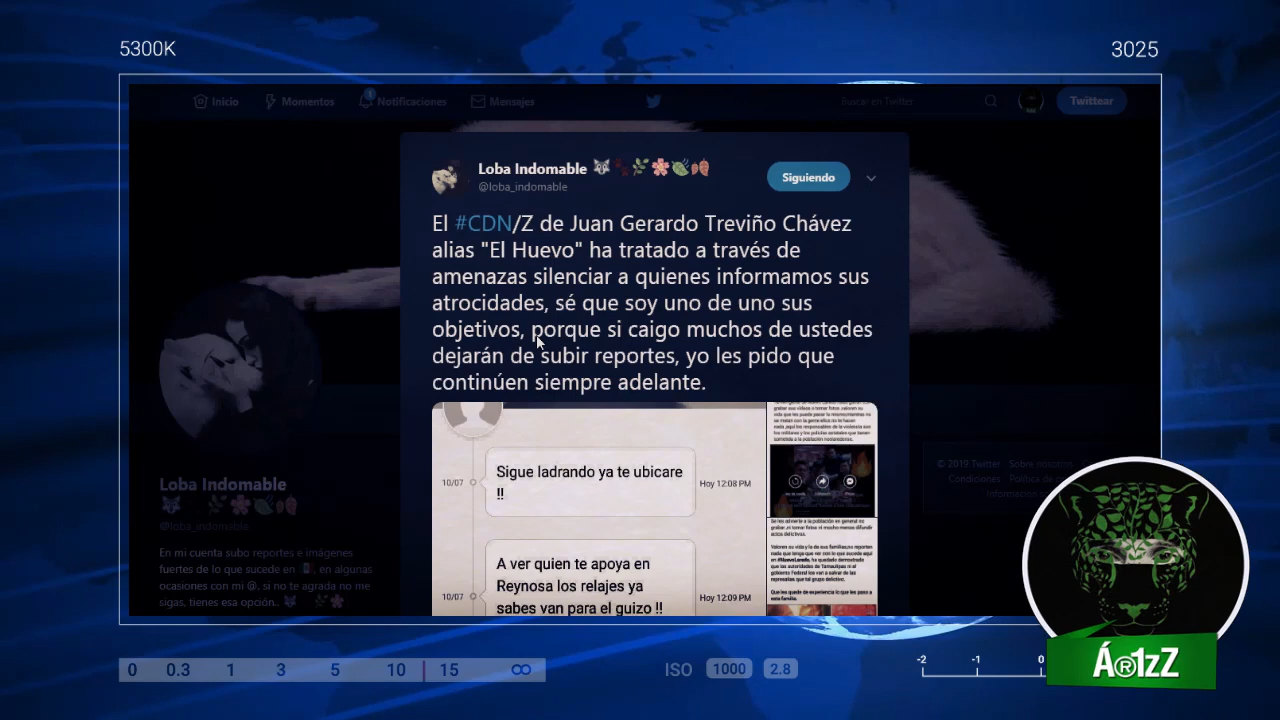 5300K
3025
Inicio
Momentos
1
Notificaciones
Mensajes
Buscar en Twitter
Twittear
Loba Indomable
@loba_indomable
Siguiendo
El #CDN/Z de Juan Gerardo Treviño Chávez
alias "El Huevo" ha tratado a través de
amenazas silenciar a quienes informamos sus
atrocidades, sé que soy uno de uno sus
objetivos, porque si caigo muchos de ustedes
dejarán de subir reportes, yo les pido que
continúen siempre adelante.
10/07
Sigue ladrando ya te ubicare
!!
Hoy 12:08 PM
10/07
A ver quien te apoya en
Reynosa los relajes ya
sabes van para el guizo !!
Hoy 12:09 PM
Loba Indomable
@loba_indomable
En mi cuenta subo reportes e imágenes
fuertes de lo que sucede en
, en algunas
ocasiones con mi @. si no te agrada no me
sigas, tienes esa opción..
© 2019 Twitter
Sobre nosotros
Condiciones
0 0.3 1 3 5 10 15 ∞
ISO 1000 2.8
-2 -1 0
Á®1zZ